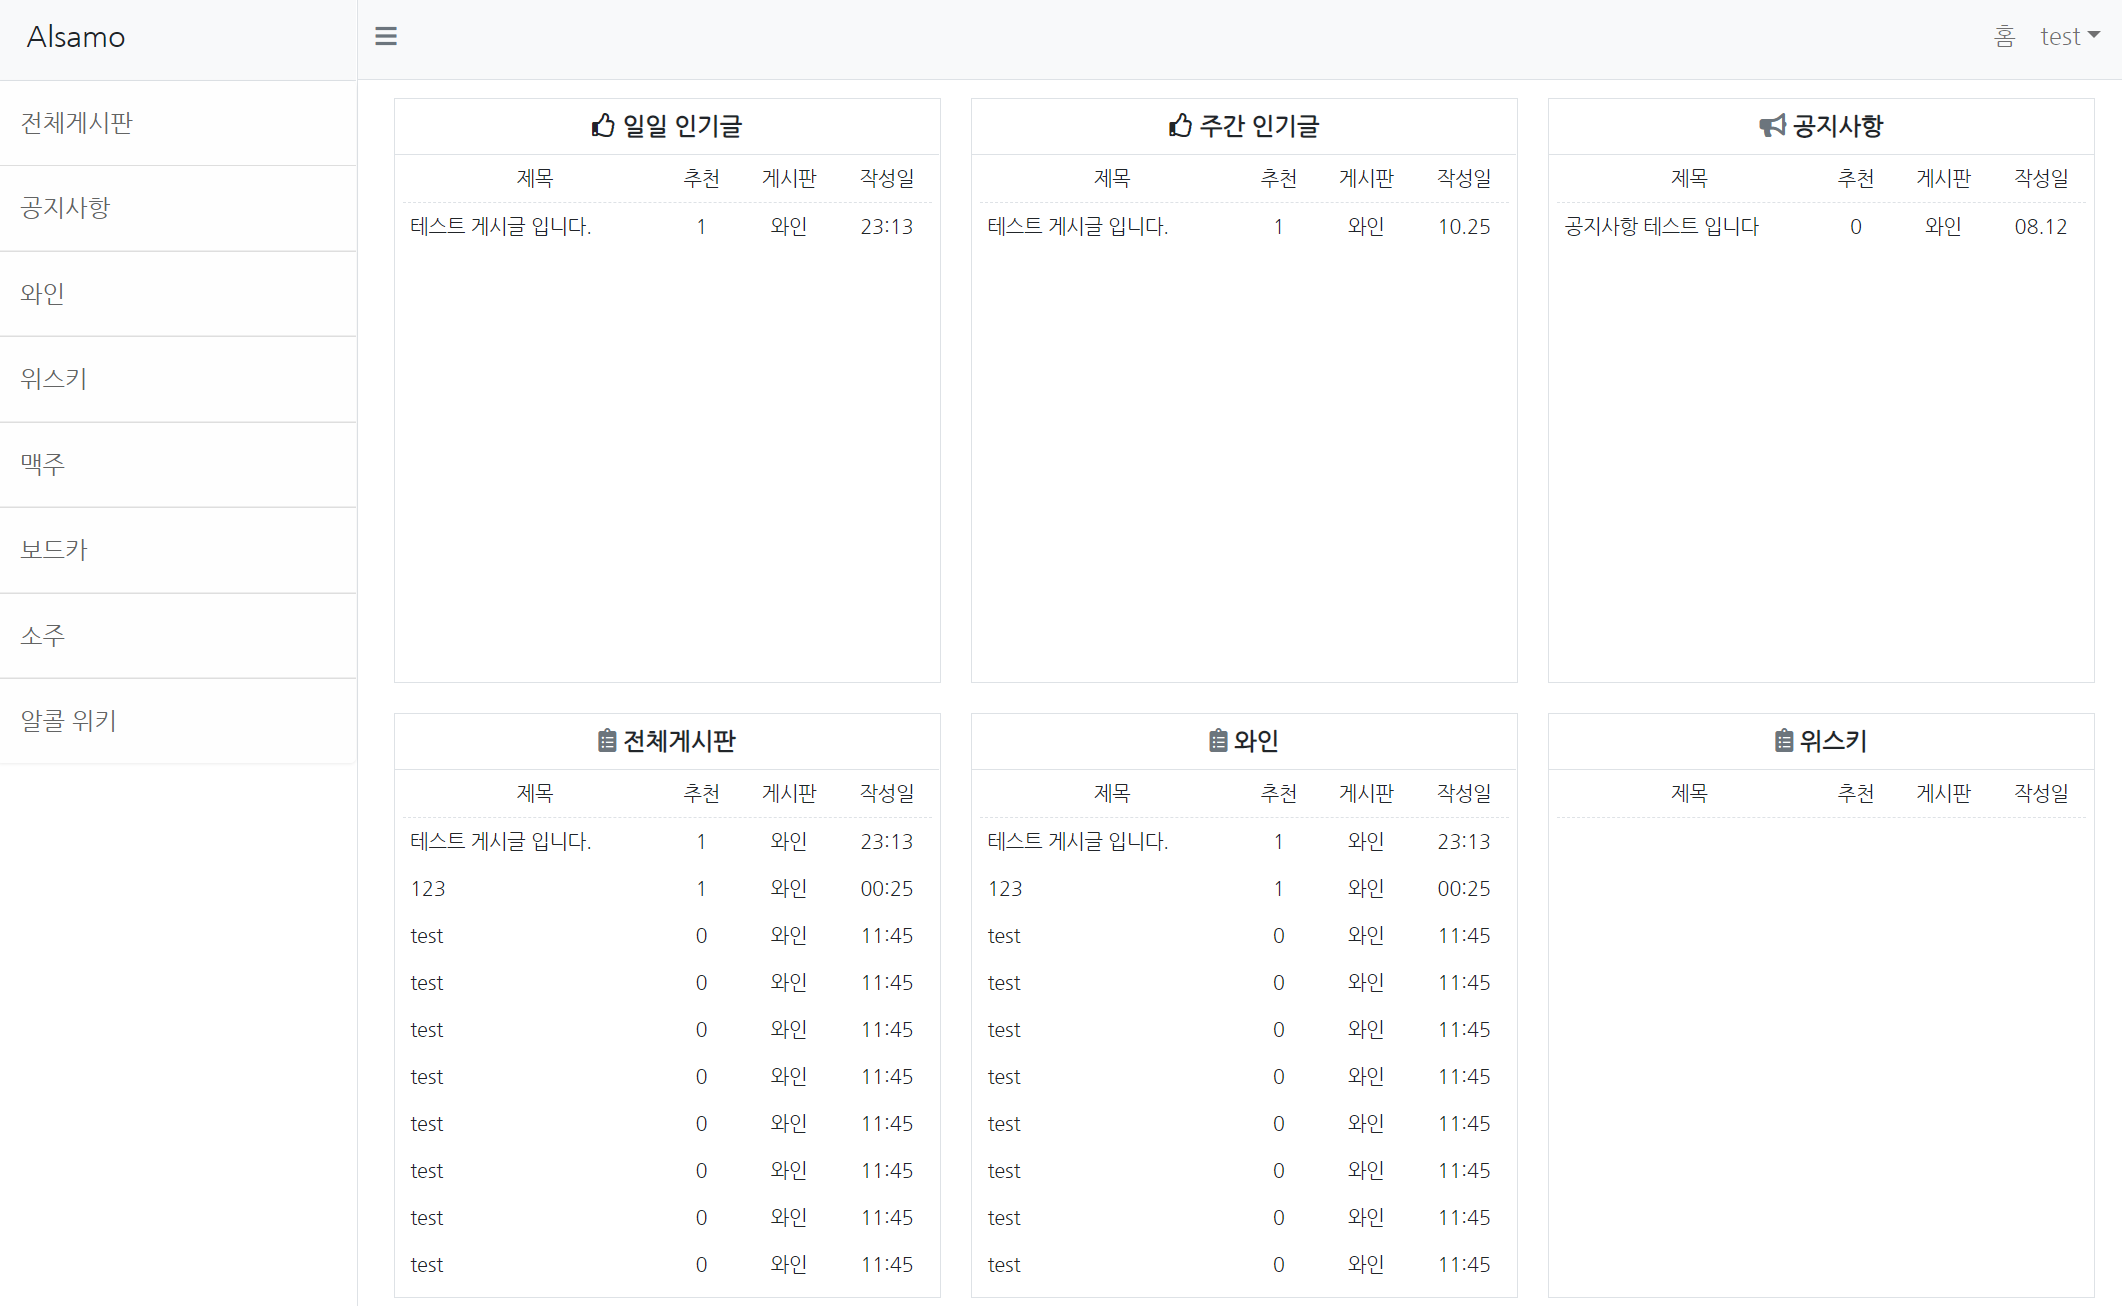 Alsamo
홈 test
전체게시판
공지사항
와인
위스키
맥주
보드카
소주
알콜 위키
일일 인기글
제목 추천 게시판 작성일
테스트 게시글 입니다. 1 와인 23:13
주간 인기글
제목 추천 게시판 작성일
테스트 게시글 입니다. 1 와인 10.25
공지사항
제목 추천 게시판 작성일
공지사항 테스트 입니다 0 와인 08.12
전체게시판
제목 추천 게시판 작성일
테스트 게시글 입니다. 1 와인 23:13
123 1 와인 00:25
test 0 와인 11:45
test 0 와인 11:45
test 0 와인 11:45
test 0 와인 11:45
test 0 와인 11:45
test 0 와인 11:45
test 0 와인 11:45
test 0 와인 11:45
와인
제목 추천 게시판 작성일
테스트 게시글 입니다. 1 와인 23:13
123 1 와인 00:25
test 0 와인 11:45
test 0 와인 11:45
test 0 와인 11:45
test 0 와인 11:45
test 0 와인 11:45
test 0 와인 11:45
test 0 와인 11:45
test 0 와인 11:45
위스키
제목 추천 게시판 작성일